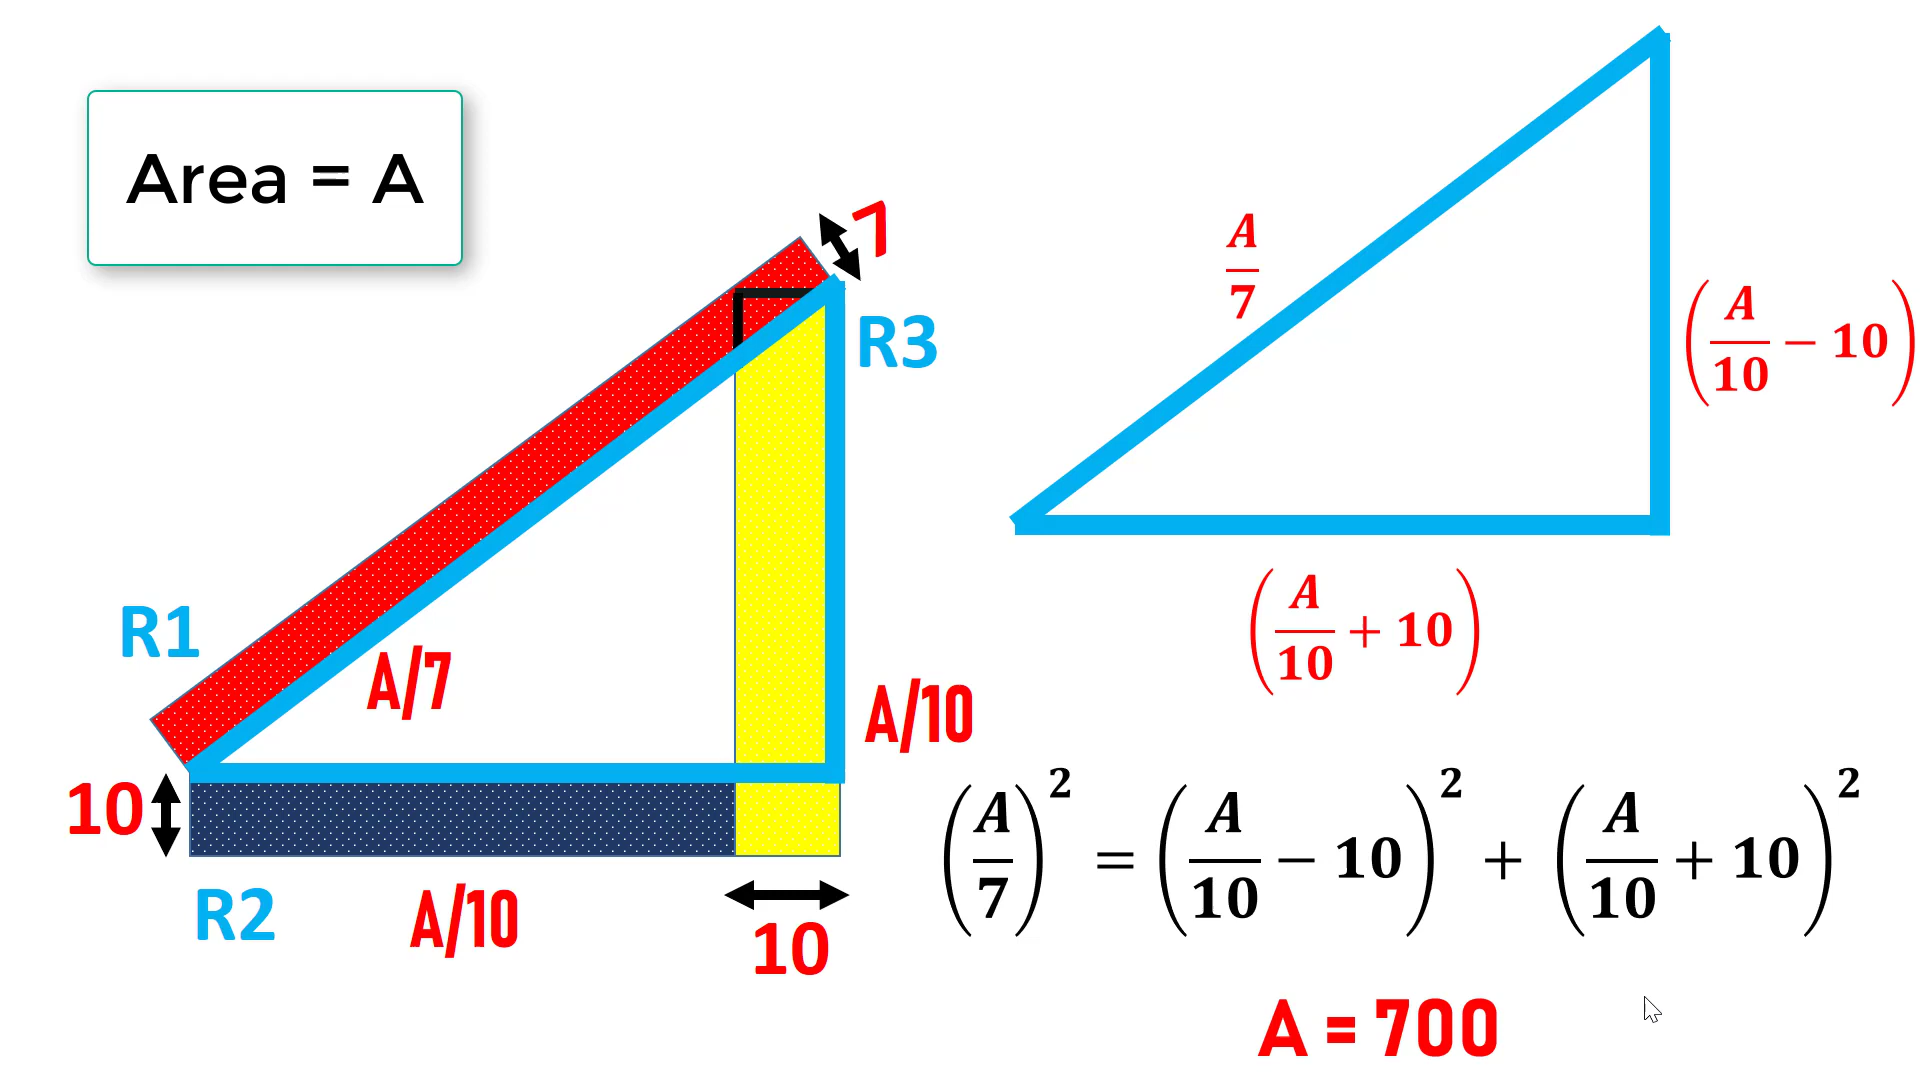 Area = A
7
R3
R1
A/7
A/10
10
R2
A/10
10
A/7
(A/10 − 10)
(A/10 + 10)
(A/7)² = (A/10 − 10)² + (A/10 + 10)²
A = 700